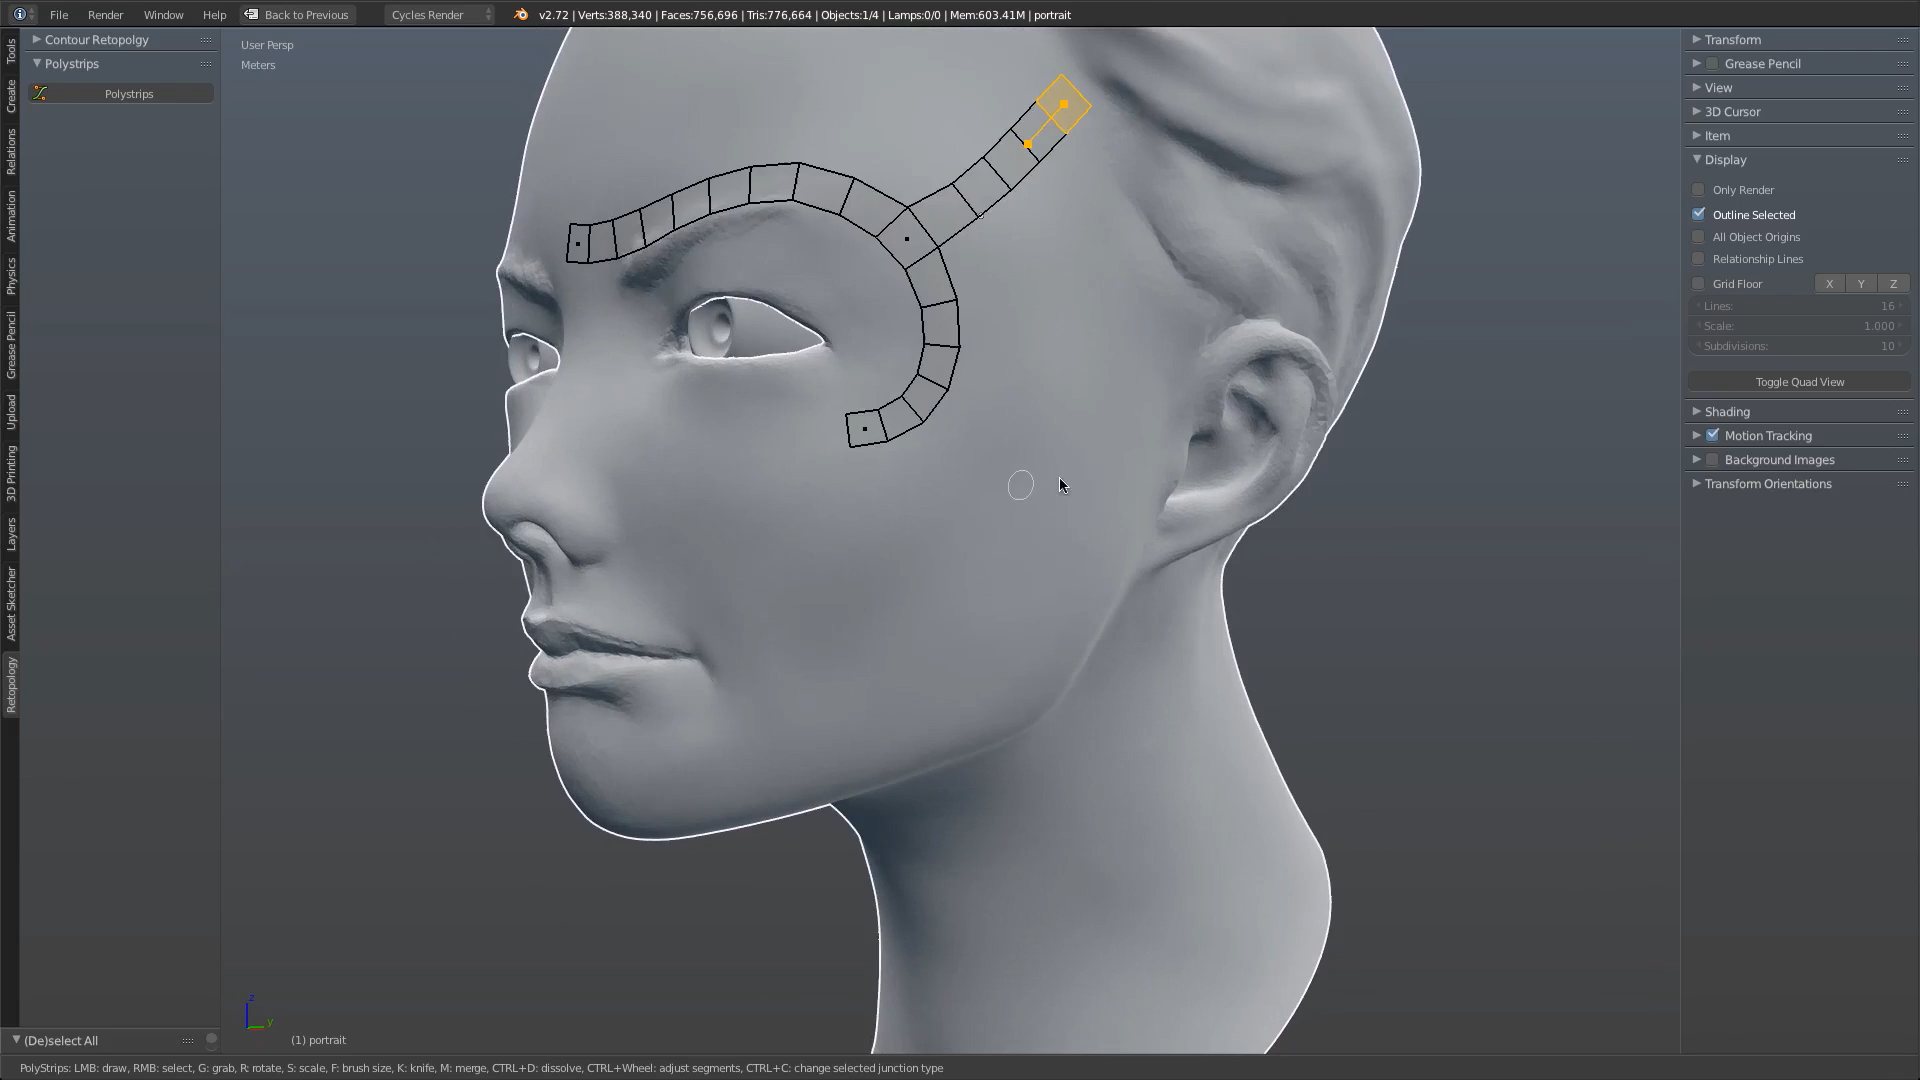 File Render Window Help Back to Previous Cycles Render v2.72 | Verts:388,340 | Faces:756,696 | Tris:776,664 | Objects:1/4 | Lamps:0/0 | Mem:603.41M | portrait
Contour Retopolgy
Polystrips
Polystrips
Tools
Create
Relations
Animation
Physics
Grease Pencil
Upload
3D Printing
Layers
Asset Sketcher
Retopology
User Persp
Meters
Transform
Grease Pencil
View
3D Cursor
Item
Display
Only Render
Outline Selected
All Object Origins
Relationship Lines
Grid Floor X Y Z
Lines: 16
Scale: 1.000
Subdivisions: 10
Toggle Quad View
Shading
Motion Tracking
Background Images
Transform Orientations
z
y
(De)select All
(1) portrait
PolyStrips: LMB: draw, RMB: select, G: grab, R: rotate, S: scale, F: brush size, K: knife, M: merge, CTRL+D: dissolve, CTRL+Wheel: adjust segments, CTRL+C: change selected junction type